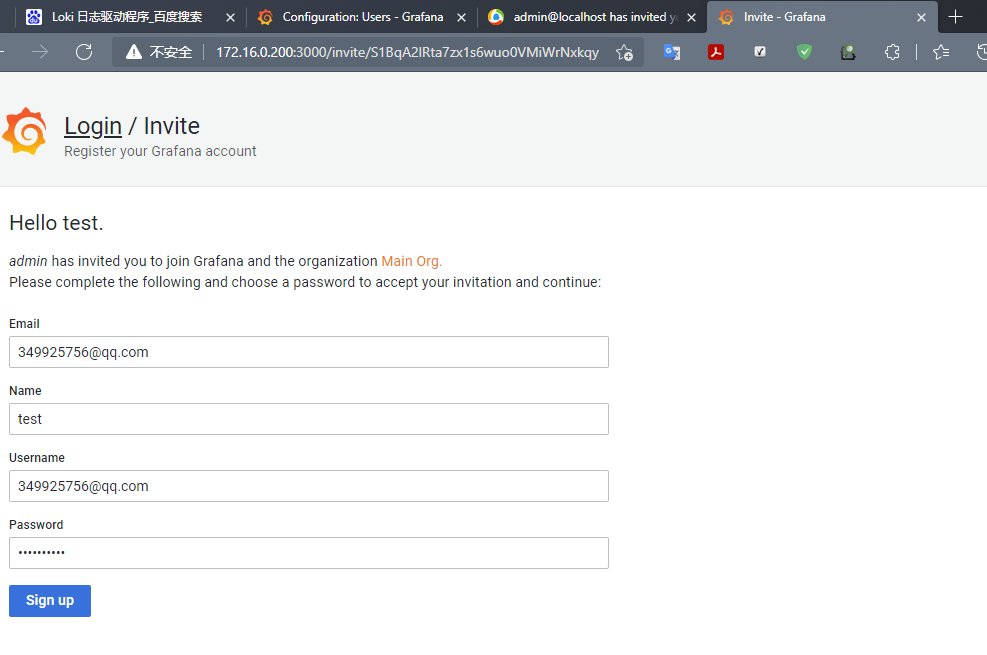 Loki 日志驱动程序_百度搜索
Configuration: Users - Grafana
admin@localhost has invited y
Invite - Grafana
不安全
172.16.0.200:3000/invite/S1BqA2lRta7zx1s6wuo0VMiWrNxkqy
Login / Invite
Register your Grafana account
Hello test.
admin has invited you to join Grafana and the organization Main Org.
Please complete the following and choose a password to accept your invitation and continue:
Email
349925756@qq.com
Name
test
Username
349925756@qq.com
Password
••••••••••
Sign up